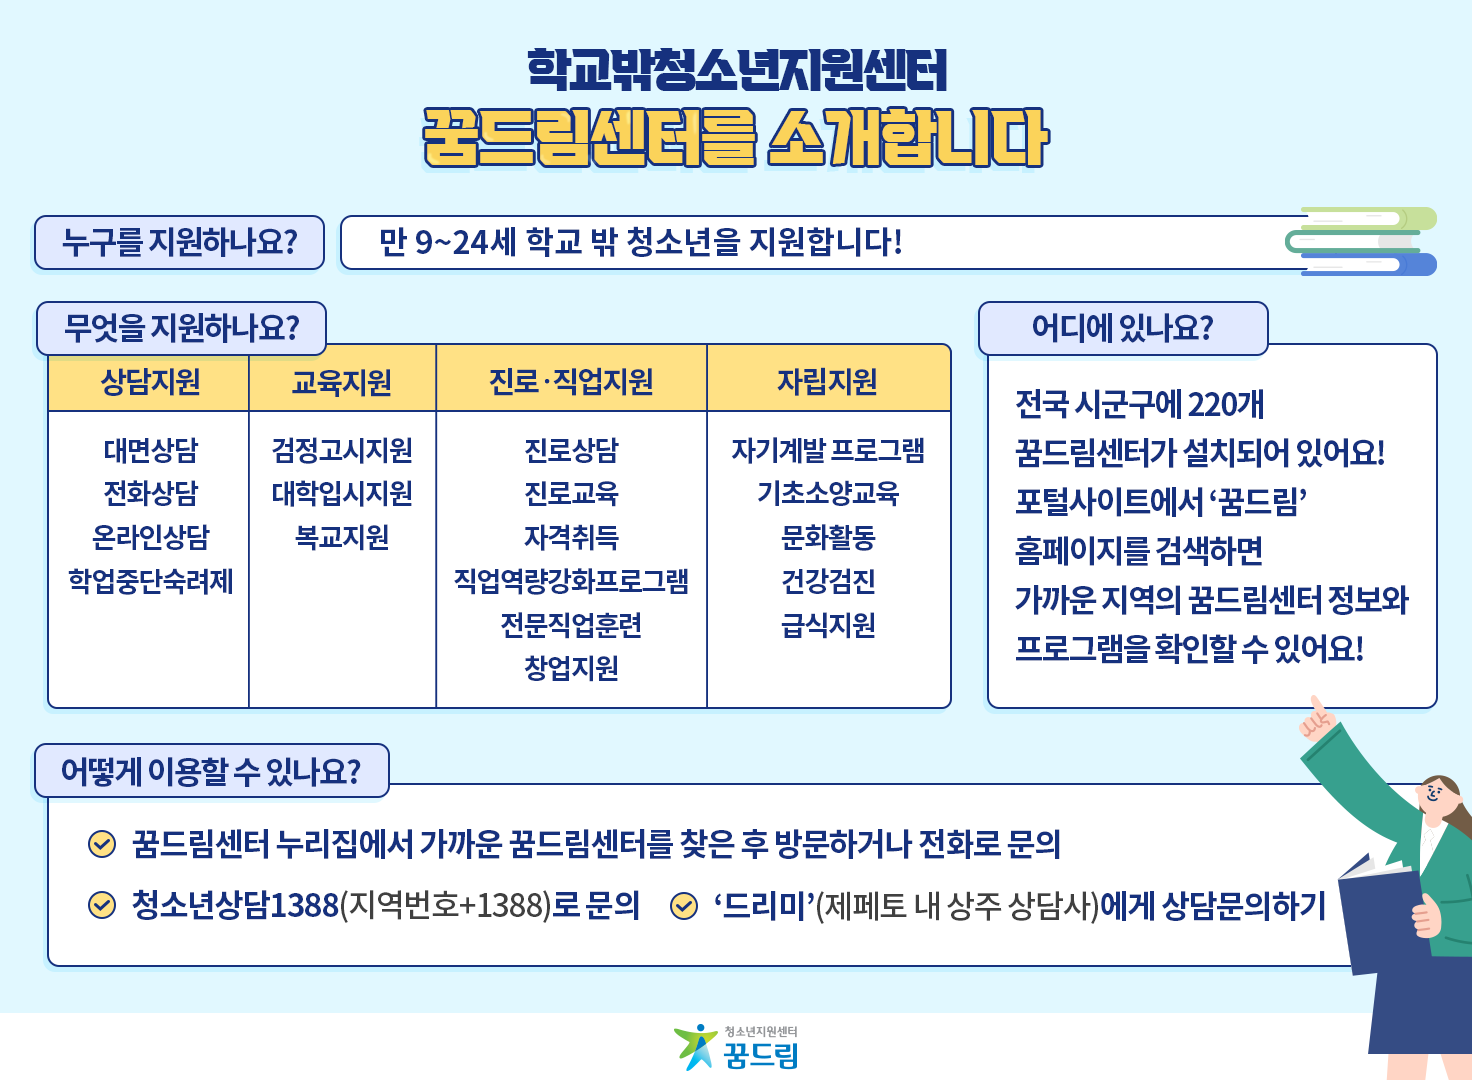 학교밖청소년지원센터
꿈드림센터를 소개합니다
누구를 지원하나요?
만 9~24세 학교 밖 청소년을 지원합니다!
무엇을 지원하나요?
상담지원
대면상담
전화상담
온라인상담
학업중단숙려제
교육지원
검정고시지원
대학입시지원
복교지원
진로·직업지원
진로상담
진로교육
자격취득
직업역량강화프로그램
전문직업훈련
창업지원
자립지원
자기계발 프로그램
기초소양교육
문화활동
건강검진
급식지원
어디에 있나요?
전국 시군구에 220개
꿈드림센터가 설치되어 있어요!
포털사이트에서 ‘꿈드림’
홈페이지를 검색하면
가까운 지역의 꿈드림센터 정보와
프로그램을 확인할 수 있어요!
어떻게 이용할 수 있나요?
꿈드림센터 누리집에서 가까운 꿈드림센터를 찾은 후 방문하거나 전화로 문의
청소년상담1388(지역번호+1388)로 문의
‘드리미’(제페토 내 상주 상담사)에게 상담문의하기
청소년지원센터
꿈드림